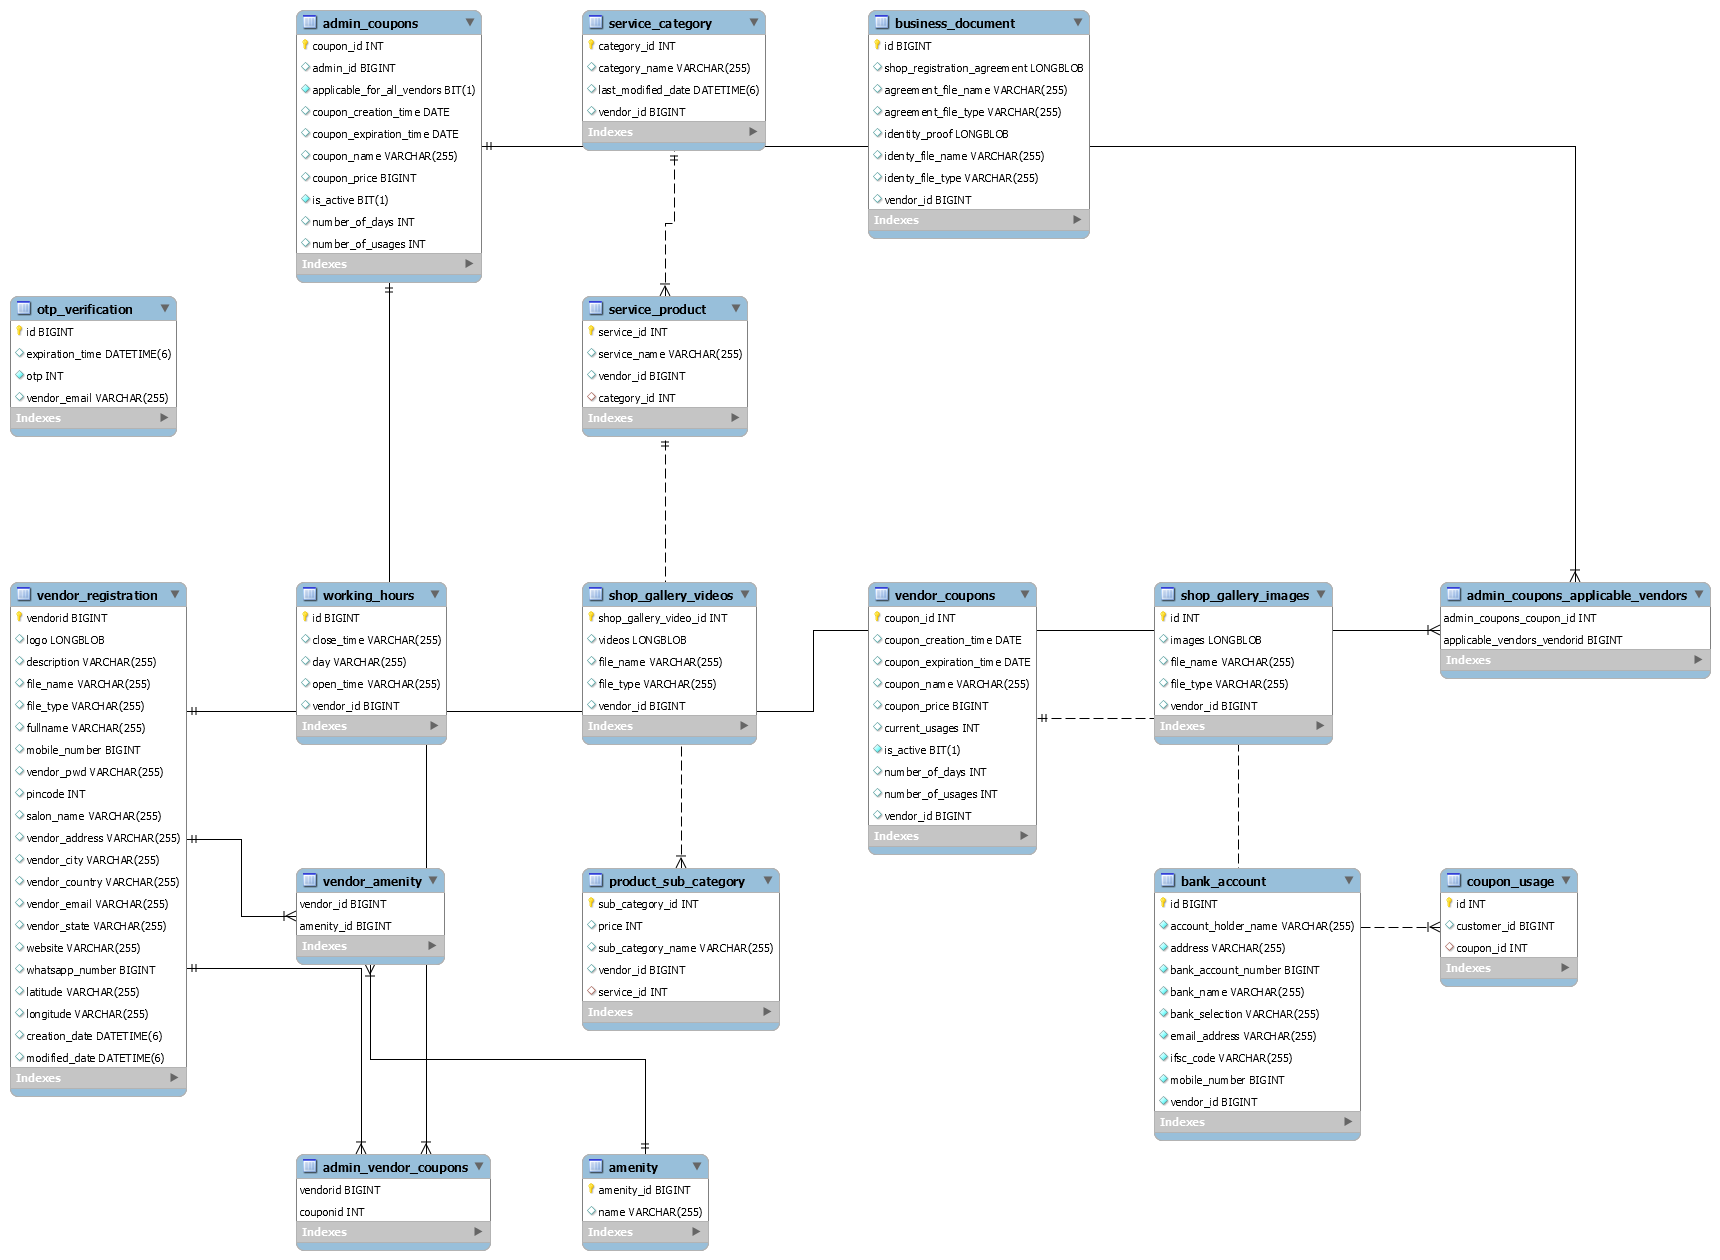 admin_coupons
coupon_id INT
admin_id BIGINT
applicable_for_all_vendors BIT(1)
coupon_creation_time DATE
coupon_expiration_time DATE
coupon_name VARCHAR(255)
coupon_price BIGINT
is_active BIT(1)
number_of_days INT
number_of_usages INT
Indexes
service_category
category_id INT
category_name VARCHAR(255)
last_modified_date DATETIME(6)
vendor_id BIGINT
Indexes
business_document
id BIGINT
shop_registration_agreement LONGBLOB
agreement_file_name VARCHAR(255)
agreement_file_type VARCHAR(255)
identity_proof LONGBLOB
identy_file_name VARCHAR(255)
identy_file_type VARCHAR(255)
vendor_id BIGINT
Indexes
otp_verification
id BIGINT
expiration_time DATETIME(6)
otp INT
vendor_email VARCHAR(255)
Indexes
service_product
service_id INT
service_name VARCHAR(255)
vendor_id BIGINT
category_id INT
Indexes
vendor_registration
vendorid BIGINT
logo LONGBLOB
description VARCHAR(255)
file_name VARCHAR(255)
file_type VARCHAR(255)
fullname VARCHAR(255)
mobile_number BIGINT
vendor_pwd VARCHAR(255)
pincode INT
salon_name VARCHAR(255)
vendor_address VARCHAR(255)
vendor_city VARCHAR(255)
vendor_country VARCHAR(255)
vendor_email VARCHAR(255)
vendor_state VARCHAR(255)
website VARCHAR(255)
whatsapp_number BIGINT
latitude VARCHAR(255)
longitude VARCHAR(255)
creation_date DATETIME(6)
modified_date DATETIME(6)
Indexes
working_hours
id BIGINT
close_time VARCHAR(255)
day VARCHAR(255)
open_time VARCHAR(255)
vendor_id BIGINT
Indexes
shop_gallery_videos
shop_gallery_video_id INT
videos LONGBLOB
file_name VARCHAR(255)
file_type VARCHAR(255)
vendor_id BIGINT
Indexes
vendor_coupons
coupon_id INT
coupon_creation_time DATE
coupon_expiration_time DATE
coupon_name VARCHAR(255)
coupon_price BIGINT
current_usages INT
is_active BIT(1)
number_of_days INT
number_of_usages INT
vendor_id BIGINT
Indexes
shop_gallery_images
id INT
images LONGBLOB
file_name VARCHAR(255)
file_type VARCHAR(255)
vendor_id BIGINT
Indexes
admin_coupons_applicable_vendors
admin_coupons_coupon_id INT
applicable_vendors_vendorid BIGINT
Indexes
vendor_amenity
vendor_id BIGINT
amenity_id BIGINT
Indexes
product_sub_category
sub_category_id INT
price INT
sub_category_name VARCHAR(255)
vendor_id BIGINT
service_id INT
Indexes
bank_account
id BIGINT
account_holder_name VARCHAR(255)
address VARCHAR(255)
bank_account_number BIGINT
bank_name VARCHAR(255)
bank_selection VARCHAR(255)
email_address VARCHAR(255)
ifsc_code VARCHAR(255)
mobile_number BIGINT
vendor_id BIGINT
Indexes
coupon_usage
id INT
customer_id BIGINT
coupon_id INT
Indexes
admin_vendor_coupons
vendorid BIGINT
couponid INT
Indexes
amenity
amenity_id BIGINT
name VARCHAR(255)
Indexes